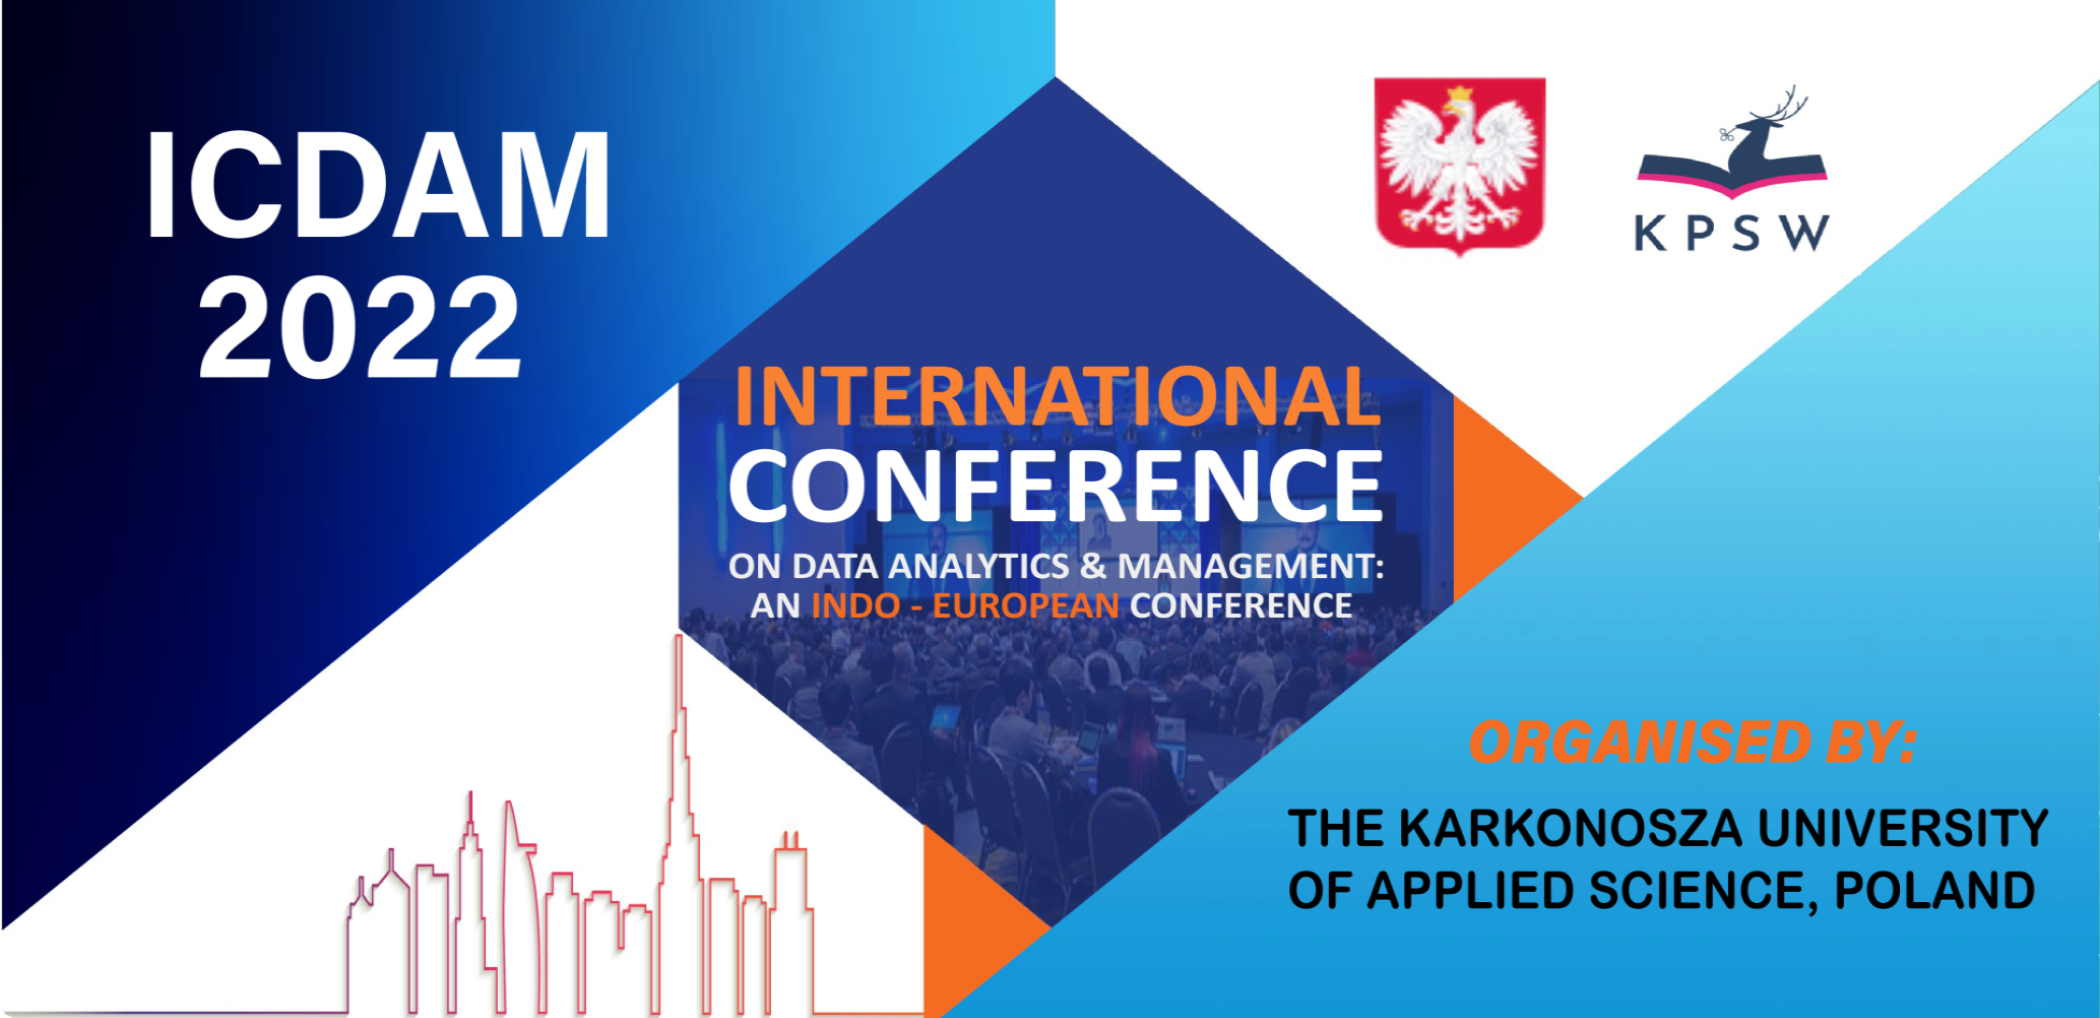 ICDAM
2022
KPSW
INTERNATIONAL
CONFERENCE
ON DATA ANALYTICS & MANAGEMENT:
AN INDO - EUROPEAN CONFERENCE
ORGANISED BY:
THE KARKONOSZA UNIVERSITY
OF APPLIED SCIENCE, POLAND